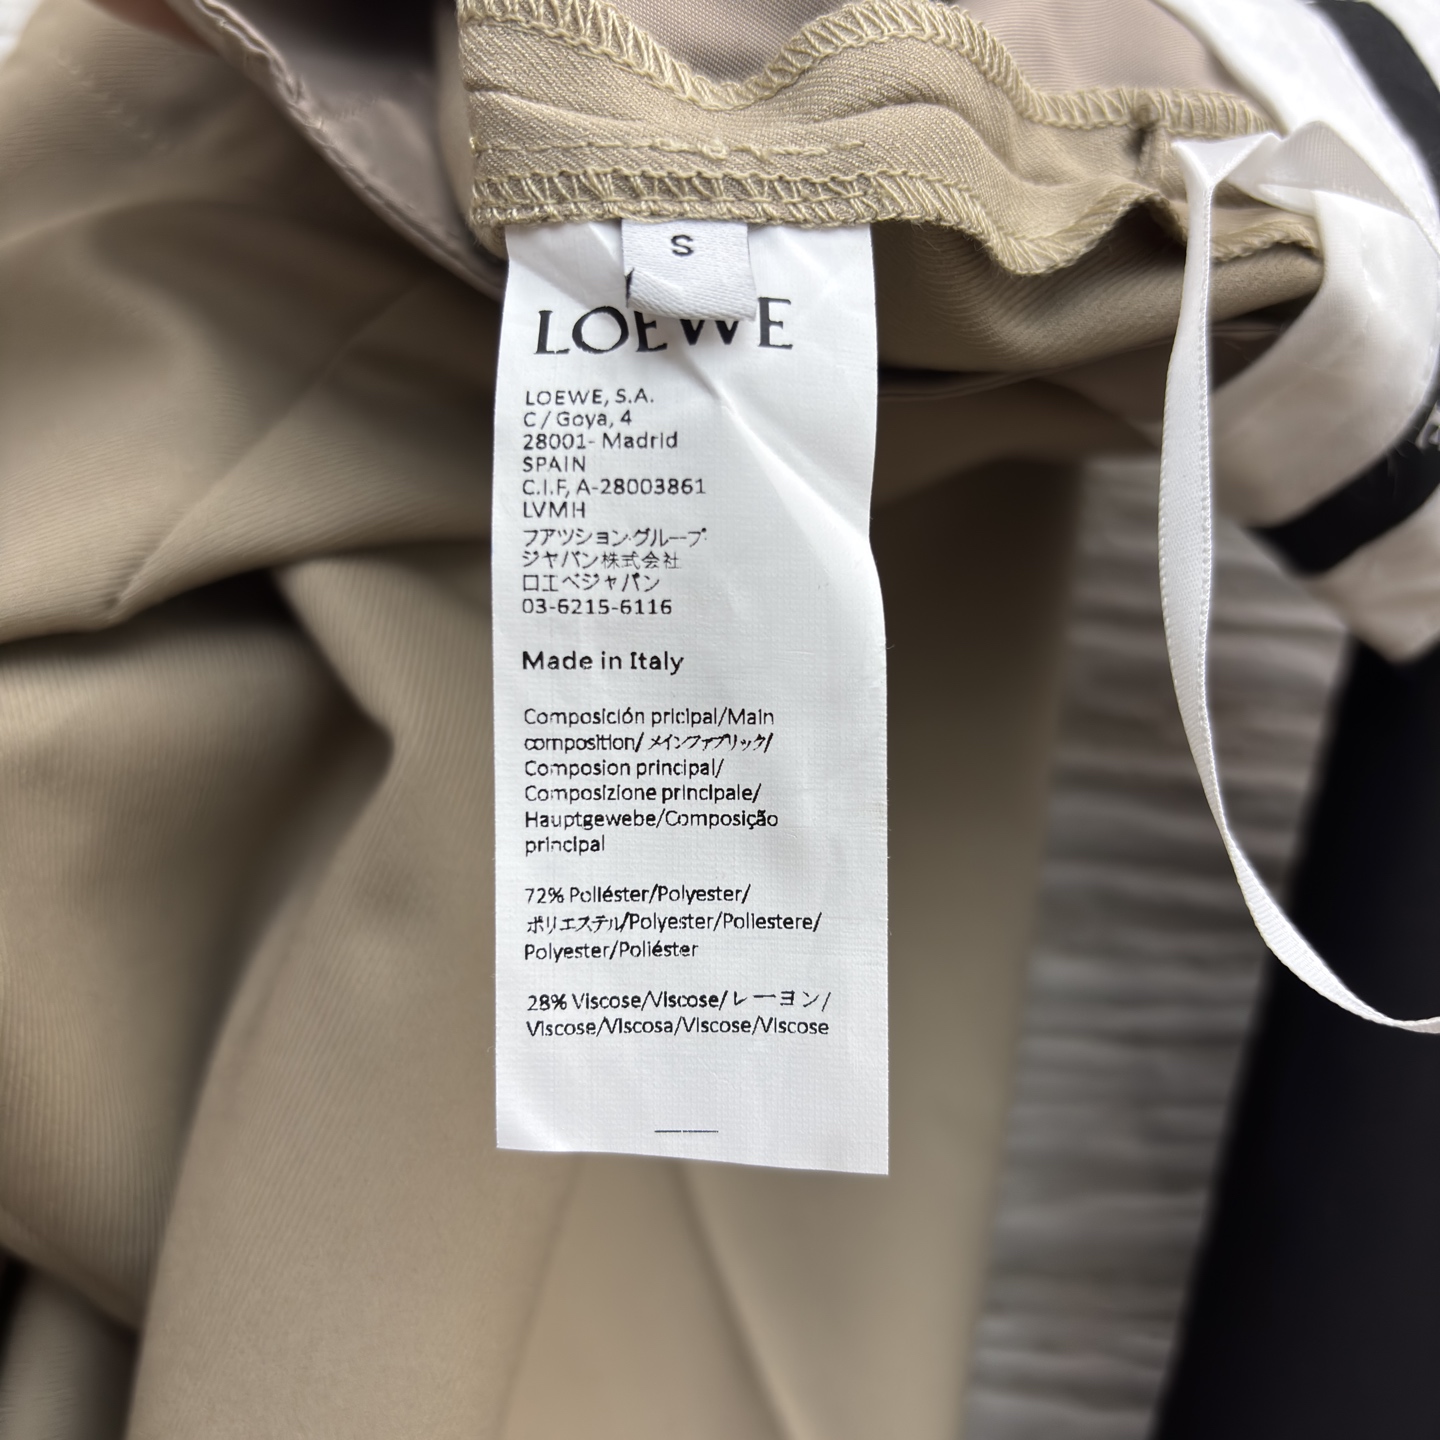 S
LOEWE
LOEWE, S.A.
C / Goya, 4
28001- Madrid
SPAIN
C.I.F, A-28003861
LVMH
フアツション·グループ·
ジヤパン株式会社
ロエベジャパン
03-6215-6116
Made in Italy
Composición pricipal/Main
composition/ メインファブリック/
Composion principal/
Composizione principale/
Hauptgewebe/Composição
principal
72% Poliéster/Polyester/
ポリエステル/Polyester/Poliestere/
Polyester/Poliéster
28% Viscose/Viscose/レーヨン/
Viscose/Viscosa/Viscose/Viscose